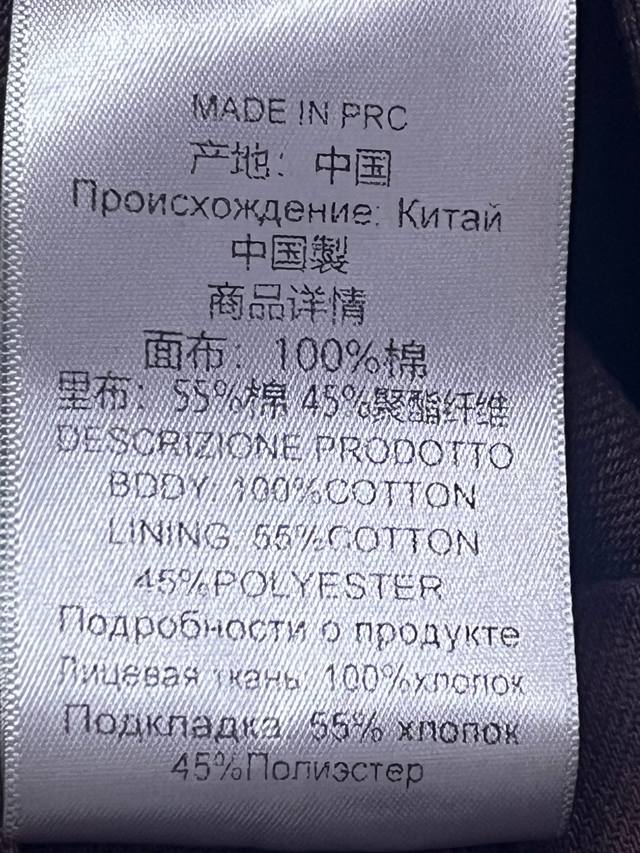 MADE IN PRC
产地: 中国
Происхождение: Китай
中国製
商品详情
面布: 100%棉
里布: 55%棉 45%聚酯纤维
DESCRIZIONE PRODOTTO
BDDY: 100%COTTON
LINING: 55%COTTON
45%POLYESTER
Подробности о продукте
Лицевая ткань: 100%хлопок
Подкладка: 55% хлопок
45%Полиэстер